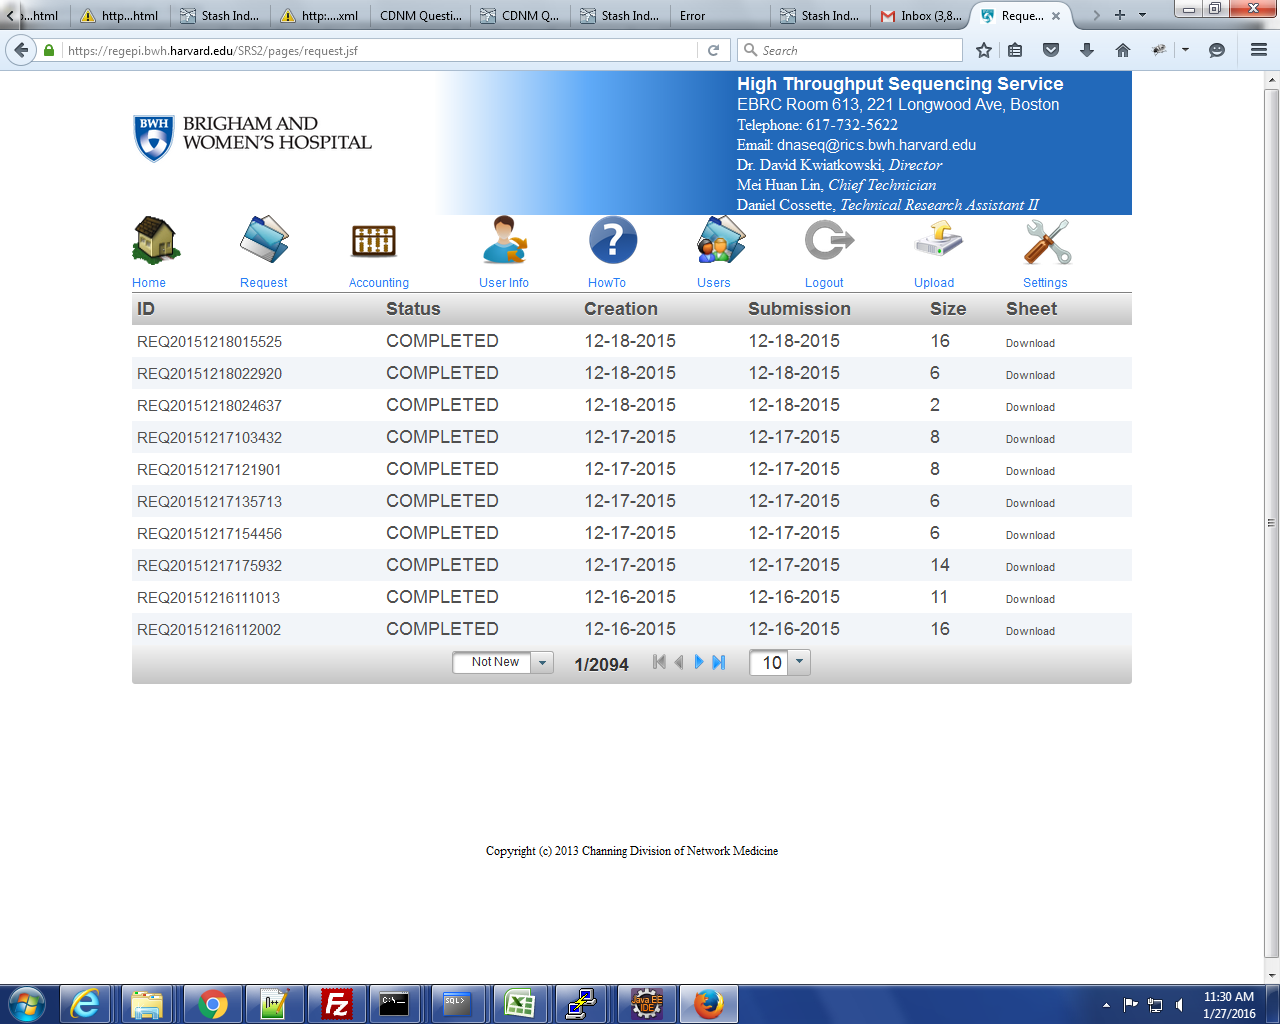 ...html
http...html
Stash Ind...
http:....xml
CDNM Questi...
CDNM Q...
Stash Ind...
Error
Stash Ind...
Inbox (3,8...
Reque...
https://regepi.bwh.harvard.edu/SRS2/pages/request.jsf
Search
BWH
BRIGHAM AND
WOMEN'S HOSPITAL
High Throughput Sequencing Service
EBRC Room 613, 221 Longwood Ave, Boston
Telephone: 617-732-5622
Email: dnaseq@rics.bwh.harvard.edu
Dr. David Kwiatkowski, Director
Mei Huan Lin, Chief Technician
Daniel Cossette, Technical Research Assistant II
Home Request Accounting User Info HowTo Users Logout Upload Settings
ID Status Creation Submission Size Sheet
REQ20151218015525 COMPLETED 12-18-2015 12-18-2015 16 Download
REQ20151218022920 COMPLETED 12-18-2015 12-18-2015 6 Download
REQ20151218024637 COMPLETED 12-18-2015 12-18-2015 2 Download
REQ20151217103432 COMPLETED 12-17-2015 12-17-2015 8 Download
REQ20151217121901 COMPLETED 12-17-2015 12-17-2015 8 Download
REQ20151217135713 COMPLETED 12-17-2015 12-17-2015 6 Download
REQ20151217154456 COMPLETED 12-17-2015 12-17-2015 6 Download
REQ20151217175932 COMPLETED 12-17-2015 12-17-2015 14 Download
REQ20151216111013 COMPLETED 12-16-2015 12-16-2015 11 Download
REQ20151216112002 COMPLETED 12-16-2015 12-16-2015 16 Download
Not New 1/2094 10
Copyright (c) 2013 Channing Division of Network Medicine
C:\_
SQL>
Java EE
IDE
11:30 AM
1/27/2016